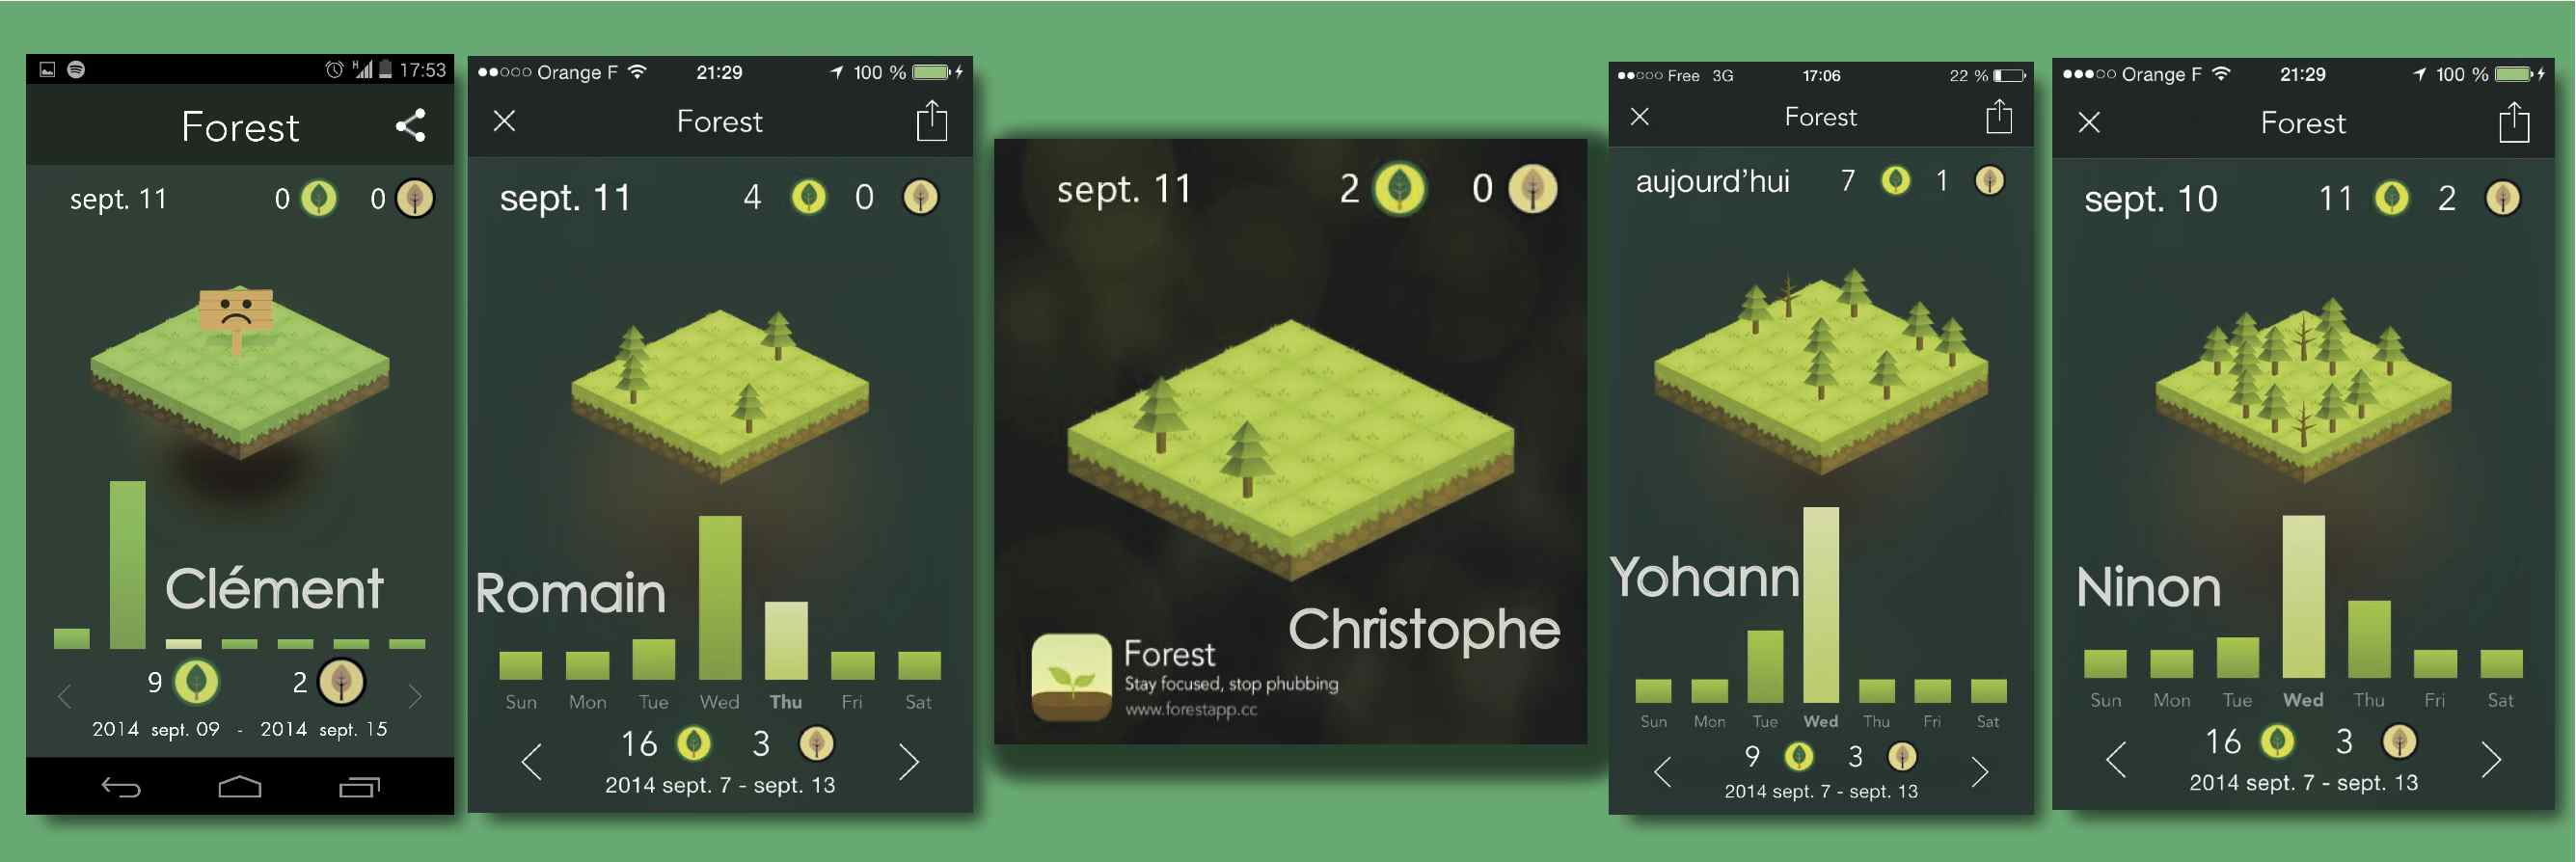 17:53
Forest
sept. 11 0 0
Clément
9 2
2014 sept. 09 - 2014 sept. 15
Orange F 21:29 100 %
Forest
sept. 11 4 0
Romain
Sun Mon Tue Wed Thu Fri Sat
16 3
2014 sept. 7 - sept. 13
sept. 11 2 0
Christophe
Forest
Stay focused, stop phubbing
www.forestapp.cc
Free 3G 17:06 22 %
Forest
aujourd’hui 7 1
Yohann
Sun Mon Tue Wed Thu Fri Sat
9 3
2014 sept. 7 - sept. 13
Orange F 21:29 100 %
Forest
sept. 10 11 2
Ninon
Sun Mon Tue Wed Thu Fri Sat
16 3
2014 sept. 7 - sept. 13